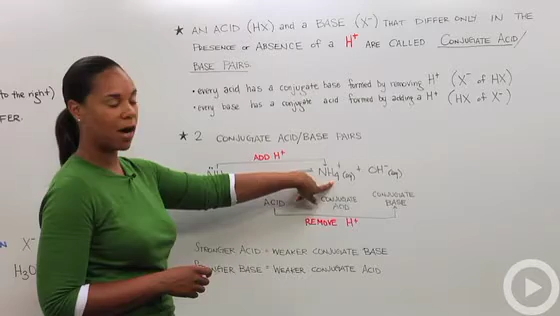 ★ AN ACID (HX) and a BASE (X⁻) THAT DIFFER ONLY IN THE
PRESENCE or ABSENCE of a H⁺ ARE CALLED CONJUGATE ACID/
BASE PAIRS.
• every acid has a conjugate base formed by removing H⁺ (X⁻ of HX)
• every base has a conjugate acid formed by adding a H⁺ (HX of X⁻)
to the right)
FER.
★ 2 CONJUGATE ACID/BASE PAIRS
ADD H⁺
NH₄⁺(aq) + OH⁻(aq)
ACID CONJUGATE ACID CONJUGATE BASE
REMOVE H⁺
X⁻
H₃O
STRONGER ACID = WEAKER CONJUGATE BASE
STRONGER BASE = WEAKER CONJUGATE ACID